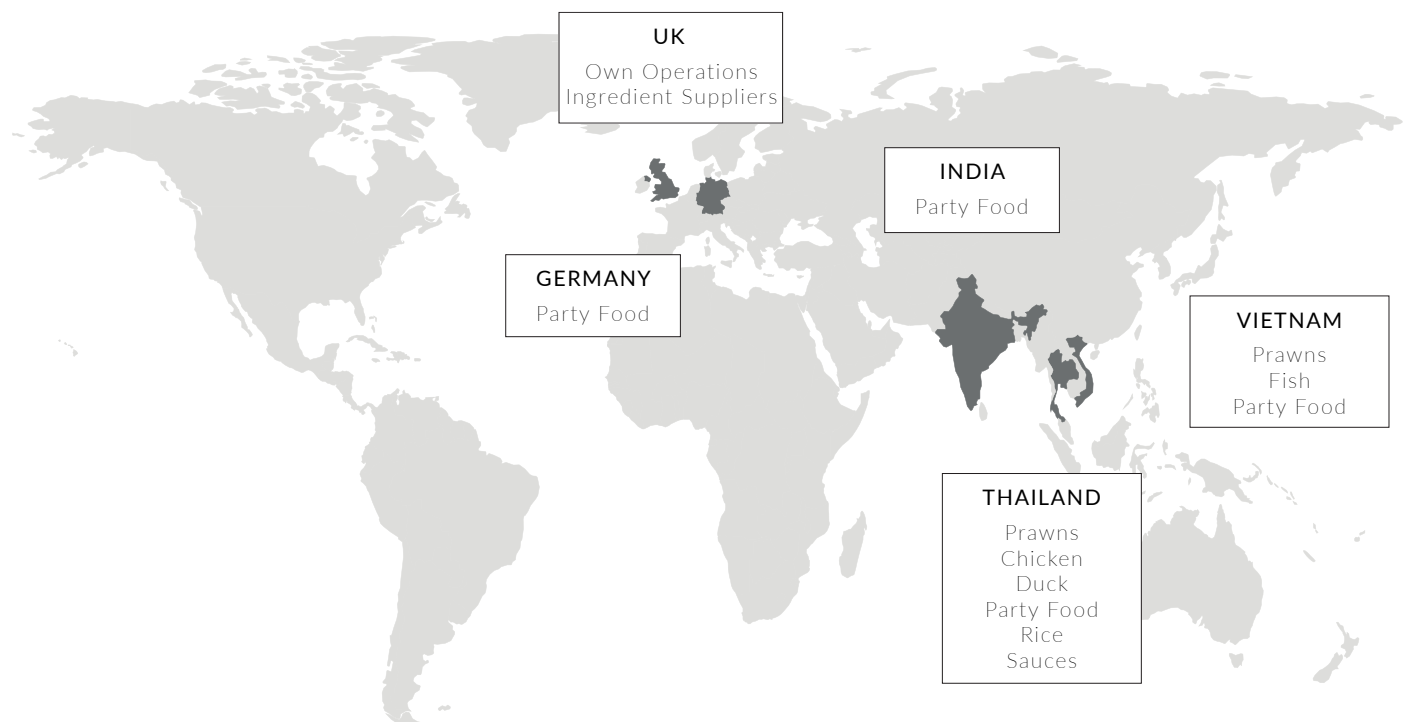 UK
Own Operations
Ingredient Suppliers
INDIA
Party Food
GERMANY
Party Food
VIETNAM
Prawns
Fish
Party Food
THAILAND
Prawns
Chicken
Duck
Party Food
Rice
Sauces